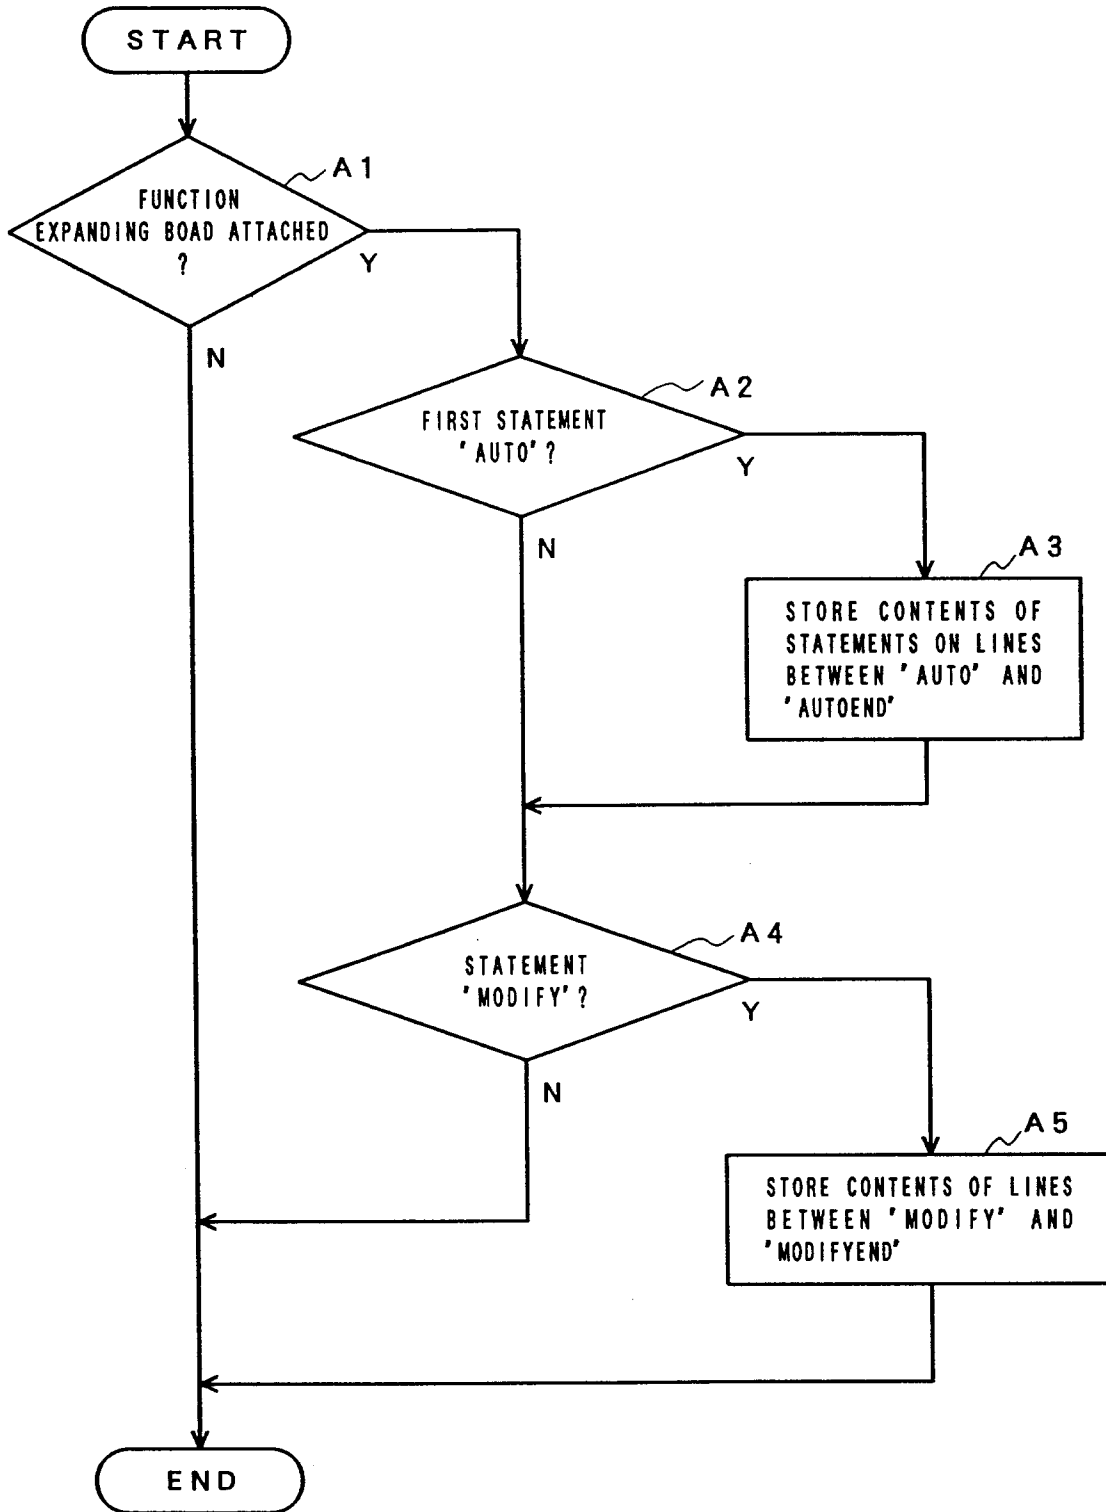 START
A1
FUNCTION
EXPANDING BOAD ATTACHED
?
Y
N
A2
FIRST STATEMENT
"AUTO"?
Y
N
A3
STORE CONTENTS OF
STATEMENTS ON LINES
BETWEEN "AUTO" AND
"AUTOEND"
A4
STATEMENT
"MODIFY"?
Y
N
A5
STORE CONTENTS OF LINES
BETWEEN "MODIFY" AND
"MODIFYEND"
END